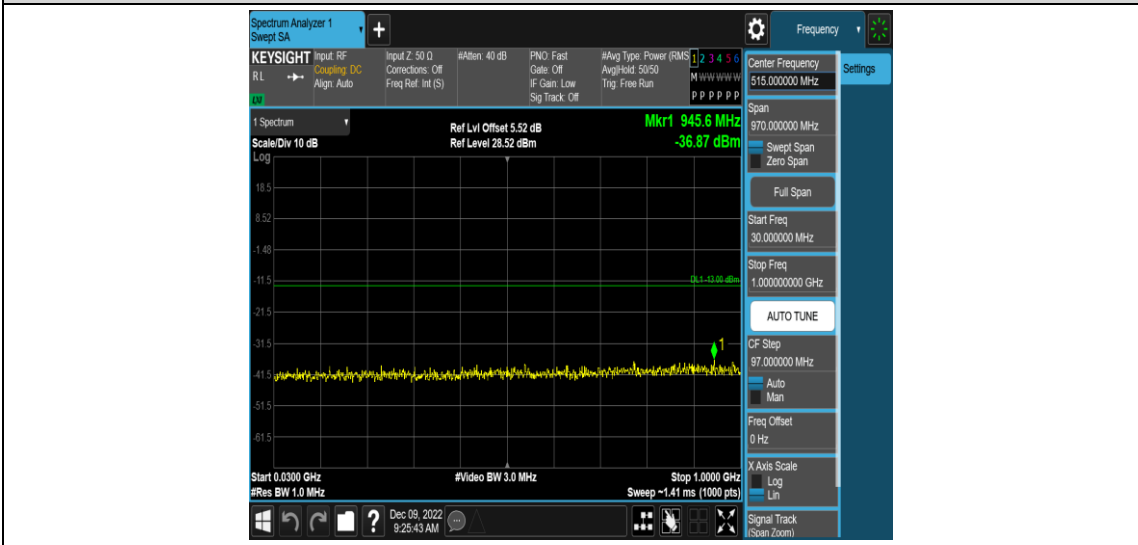 Spectrum Analyzer 1
Swept SA
+
Frequency
KEYSIGHT
Input: RF
Input Z: 50 Ω
#Atten: 40 dB
PNO: Fast
#Avg Type: Power (RMS
1 2 3 4 5 6
RL
Coupling: DC
Corrections: Off
Gate: Off
Avg|Hold: 50/50
M W W W W W
Align: Auto
Freq Ref: Int (S)
IF Gain: Low
Trig: Free Run
Sig Track: Off
P P P P P P
1 Spectrum
Ref Lvl Offset 5.52 dB
Mkr1 945.6 MHz
Scale/Div 10 dB
Ref Level 28.52 dBm
-36.87 dBm
Log
18.5
8.52
-1.48
-11.5
DL1 -13.00 dBm
-21.5
-31.5
1
-41.5
-51.5
-61.5
Start 0.0300 GHz
#Video BW 3.0 MHz
Stop 1.0000 GHz
#Res BW 1.0 MHz
Sweep ~1.41 ms (1000 pts)
?
Dec 09, 2022
9:25:43 AM
Center Frequency
515.000000 MHz
Settings
Span
970.000000 MHz
Swept Span
Zero Span
Full Span
Start Freq
30.000000 MHz
Stop Freq
1.000000000 GHz
AUTO TUNE
CF Step
97.000000 MHz
Auto
Man
Freq Offset
0 Hz
X Axis Scale
Log
Lin
Signal Track
(Span Zoom)